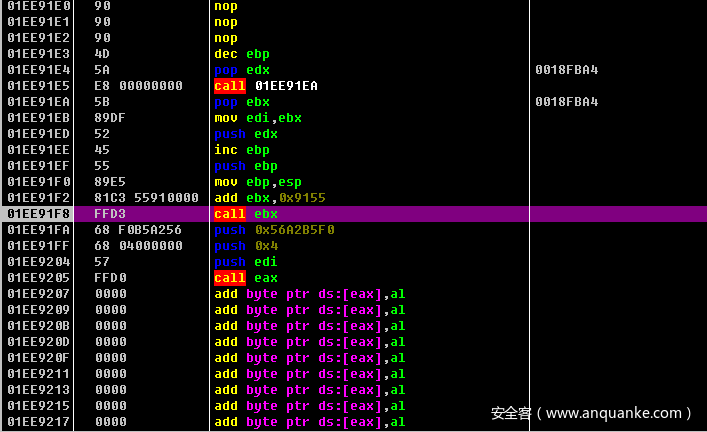 01EE91E0 90 nop
01EE91E1 90 nop
01EE91E2 90 nop
01EE91E3 4D dec ebp
01EE91E4 5A pop edx 0018FBA4
01EE91E5 E8 00000000 call 01EE91EA
01EE91EA 5B pop ebx 0018FBA4
01EE91EB 89DF mov edi,ebx
01EE91ED 52 push edx
01EE91EE 45 inc ebp
01EE91EF 55 push ebp
01EE91F0 89E5 mov ebp,esp
01EE91F2 81C3 55910000 add ebx,0x9155
01EE91F8 FFD3 call ebx
01EE91FA 68 F0B5A256 push 0x56A2B5F0
01EE91FF 68 04000000 push 0x4
01EE9204 57 push edi
01EE9205 FFD0 call eax
01EE9207 0000 add byte ptr ds:[eax],al
01EE9209 0000 add byte ptr ds:[eax],al
01EE920B 0000 add byte ptr ds:[eax],al
01EE920D 0000 add byte ptr ds:[eax],al
01EE920F 0000 add byte ptr ds:[eax],al
01EE9211 0000 add byte ptr ds:[eax],al
01EE9213 0000 add byte ptr ds:[eax],al
01EE9215 0000 add byte ptr ds:[eax],al
01EE9217 0000 add byte ptr ds:[eax],al
安全客（www.anquanke.com）